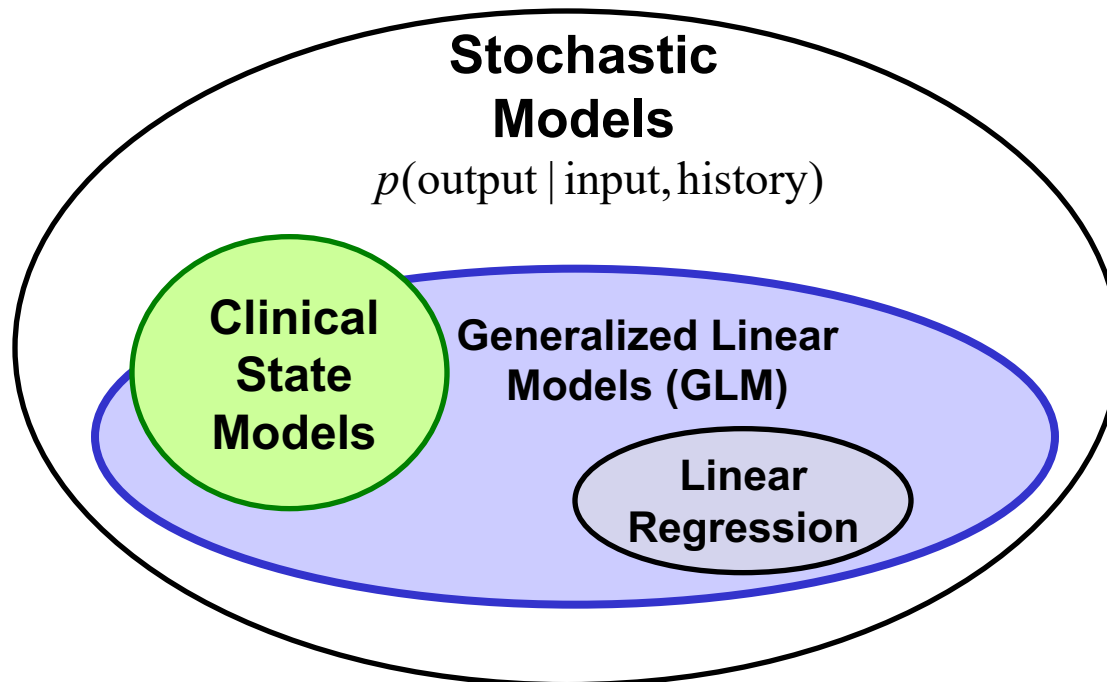 Stochastic
Models
p(output | input, history)
Clinical
State
Models
Generalized Linear
Models (GLM)
Linear
Regression